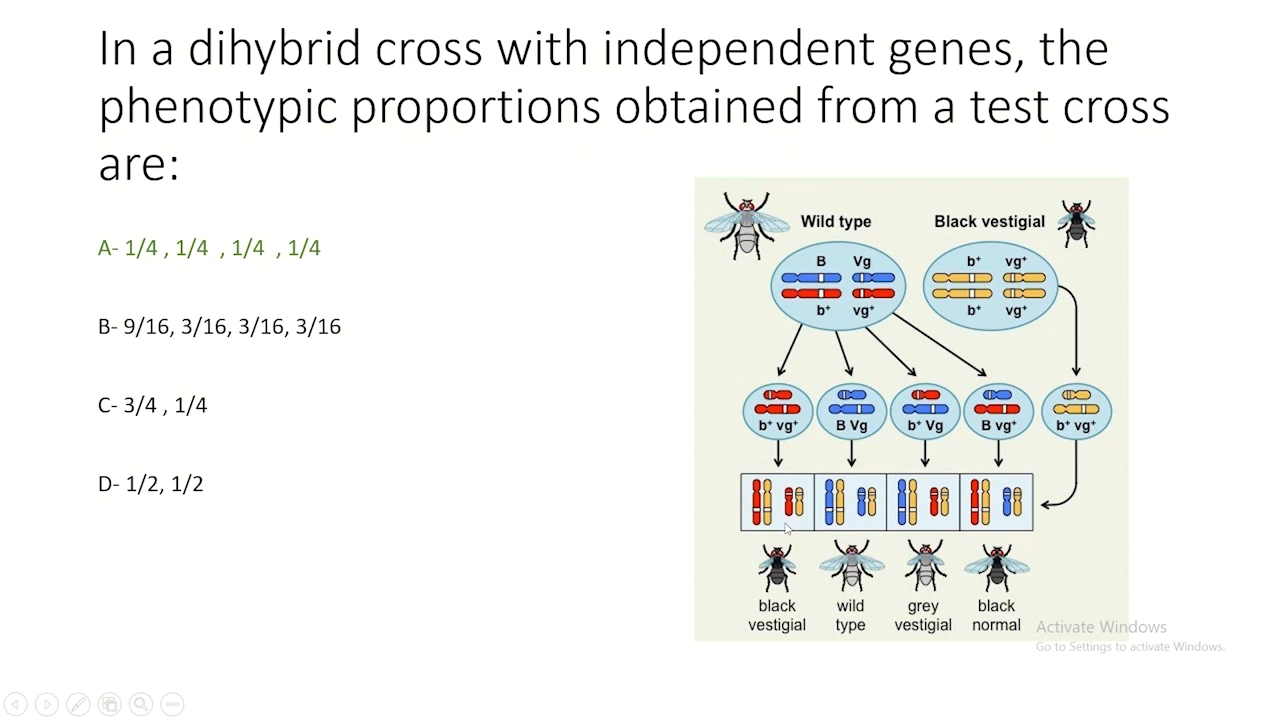 In a dihybrid cross with independent genes, the
phenotypic proportions obtained from a test cross
are:
A- 1/4 , 1/4  , 1/4  , 1/4
B- 9/16, 3/16, 3/16, 3/16
C- 3/4 , 1/4
D- 1/2, 1/2
Wild type
Black vestigial
B Vg
b⁺ vg⁺
b⁺ vg⁺
b⁺ vg⁺
b⁺ vg⁺
B Vg
b⁺ Vg
B vg⁺
b⁺ vg⁺
black
vestigial
wild
type
grey
vestigial
black
normal
Activate Windows
Go to Settings to activate Windows.